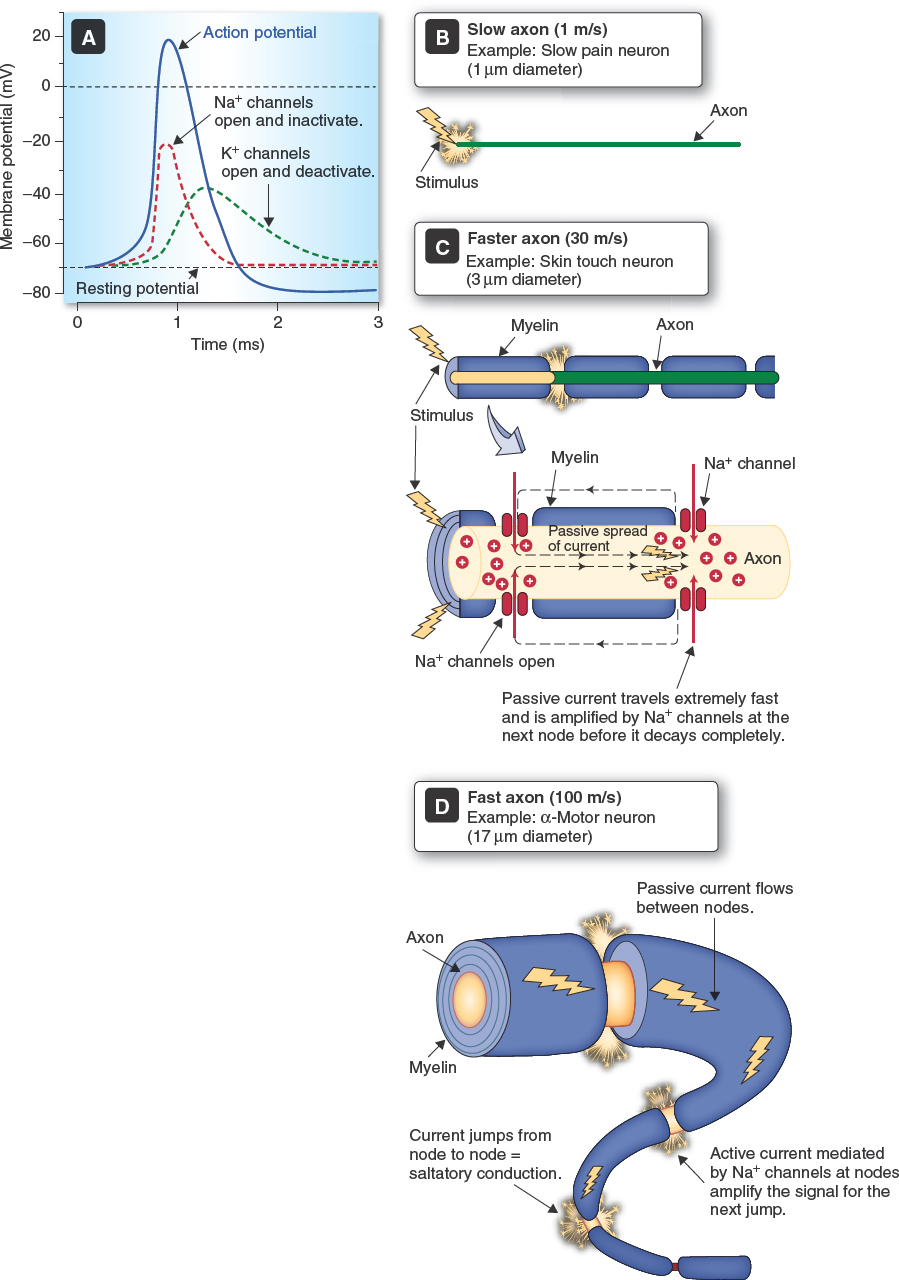 A
Membrane potential (mV)
20
0
–20
–40
–60
–80
Action potential
Na⁺ channels
open and inactivate.
K⁺ channels
open and deactivate.
Resting potential
0
1
2
3
Time (ms)
B
Slow axon (1 m/s)
Example: Slow pain neuron
(1 μm diameter)
Axon
Stimulus
C
Faster axon (30 m/s)
Example: Skin touch neuron
(3 μm diameter)
Myelin
Axon
Stimulus
Myelin
Na⁺ channel
Passive spread
of current
Axon
Na⁺ channels open
Passive current travels extremely fast
and is amplified by Na⁺ channels at the
next node before it decays completely.
D
Fast axon (100 m/s)
Example: α-Motor neuron
(17 μm diameter)
Passive current flows
between nodes.
Axon
Myelin
Current jumps from
node to node =
saltatory conduction.
Active current mediated
by Na⁺ channels at nodes
amplify the signal for the
next jump.